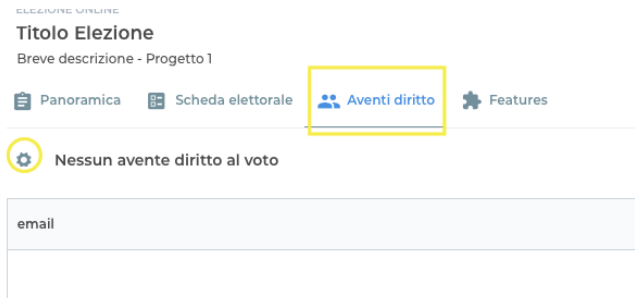 ELEZIONE ONLINE
Titolo Elezione
Breve descrizione - Progetto 1
Panoramica Scheda elettorale Aventi diritto Features
Nessun avente diritto al voto
email